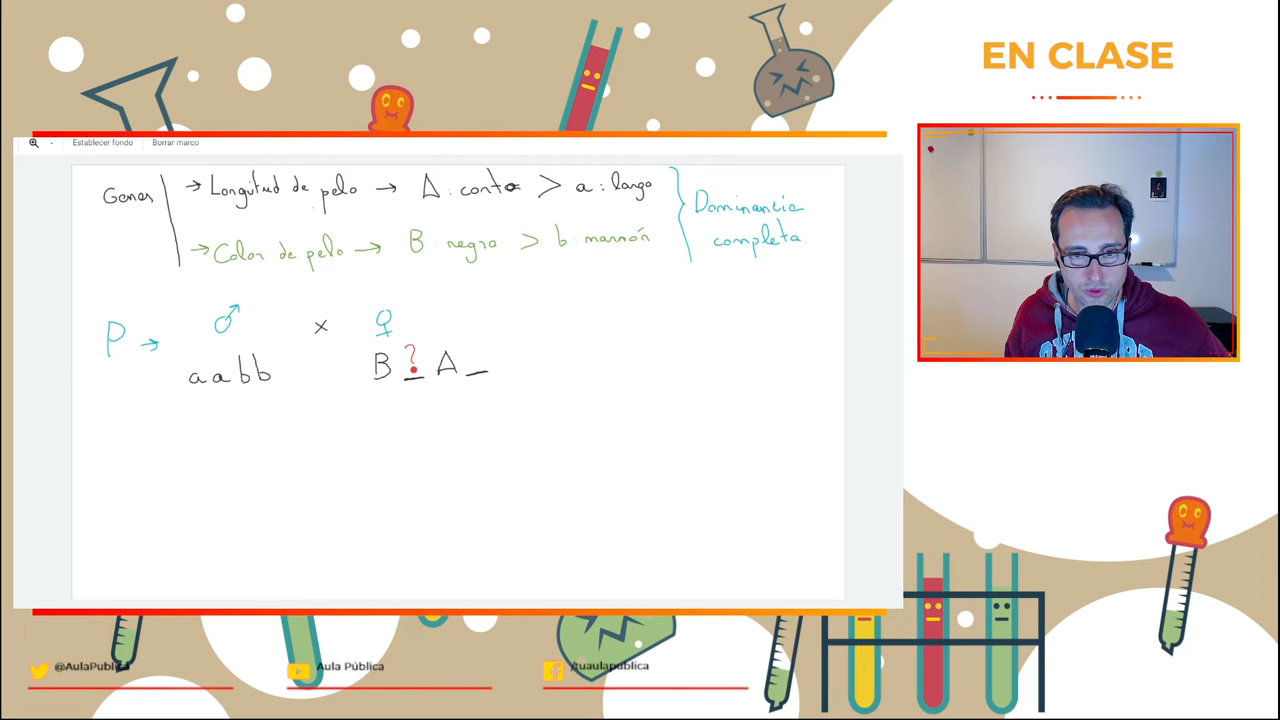 EN CLASE
Establecer fondo Borrar marco
Genes → Longitud de pelo → A : corto > a : largo
→ Color de pelo → B : negro > b : marrón
Dominancia
completa
P → ♂ x ♀
aabb B ? A _
@AulaPublica Aula Pública /tuaulapublica